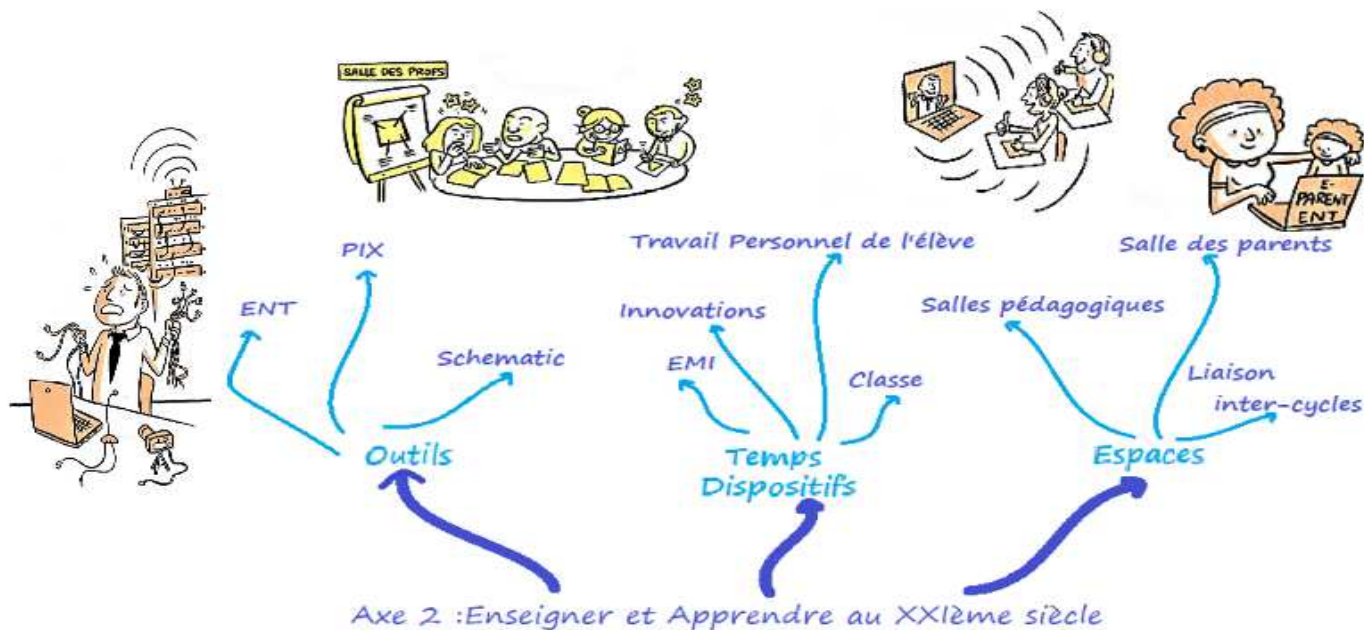 SALLE DES PROFS
E-
PARENT
ENT
PIX
Travail Personnel de l'élève
Salle des parents
ENT
Innovations
Salles pédagogiques
Schematic
EMI
Classe
Liaison
inter-cycles
Outils
Temps
Dispositifs
Espaces
Axe 2 :Enseigner et Apprendre au XXIème siècle